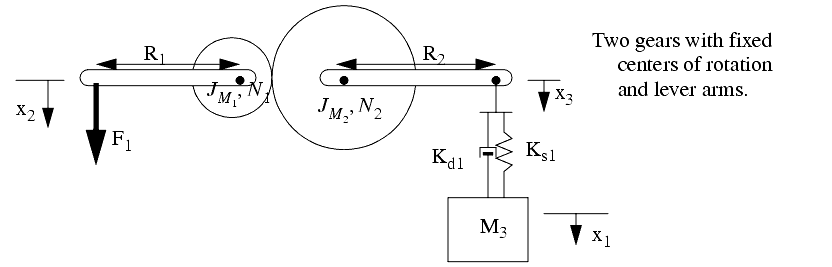 R1
R2
Two gears with fixed
centers of rotation
and lever arms.
x2
JM1, N1
JM2, N2
x3
F1
Kd1
Ks1
M3
x1